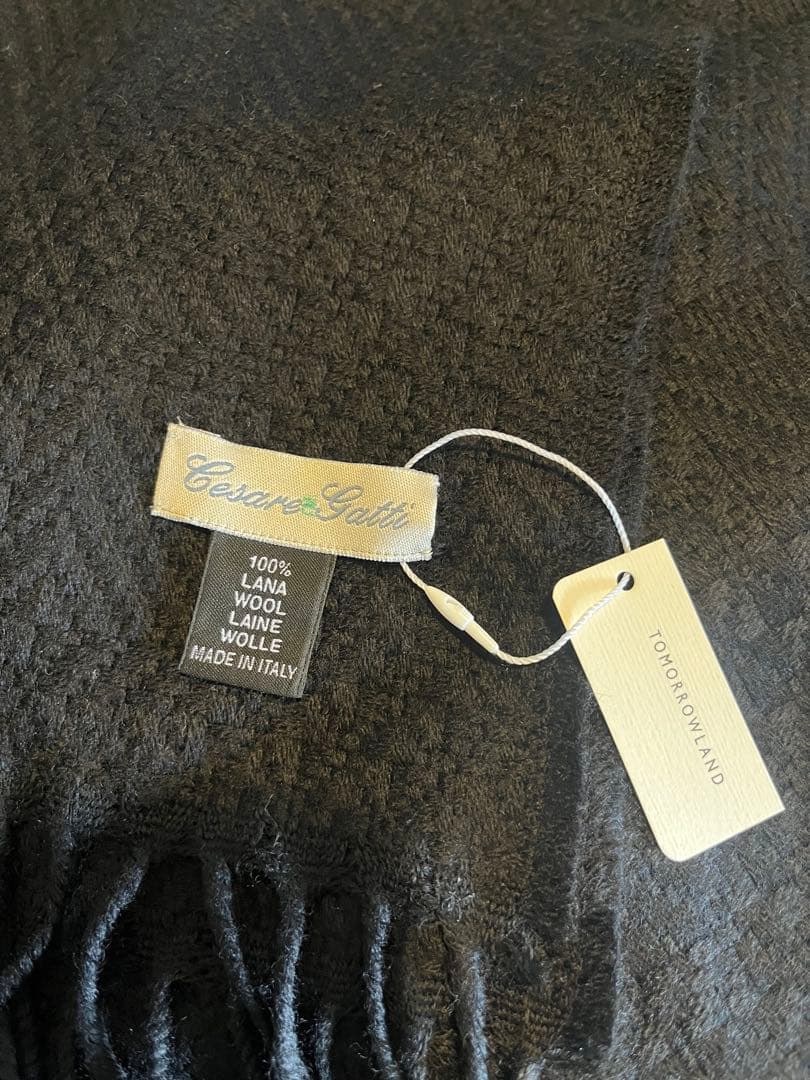 Cesare Gatti
100%
LANA
WOOL
LAINE
WOLLE
MADE IN ITALY
TOMORROWLAND